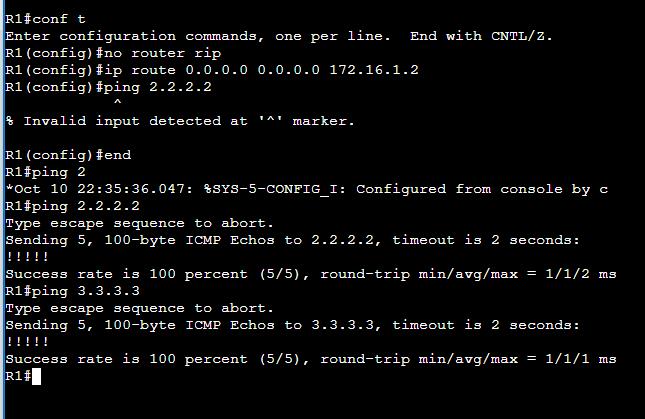 R1#conf t
Enter configuration commands, one per line.  End with CNTL/Z.
R1(config)#no router rip
R1(config)#ip route 0.0.0.0 0.0.0.0 172.16.1.2
R1(config)#ping 2.2.2.2
             ^
% Invalid input detected at '^' marker.

R1(config)#end
R1#ping 2
*Oct 10 22:35:36.047: %SYS-5-CONFIG_I: Configured from console by c
R1#ping 2.2.2.2
Type escape sequence to abort.
Sending 5, 100-byte ICMP Echos to 2.2.2.2, timeout is 2 seconds:
!!!!!
Success rate is 100 percent (5/5), round-trip min/avg/max = 1/1/2 ms
R1#ping 3.3.3.3
Type escape sequence to abort.
Sending 5, 100-byte ICMP Echos to 3.3.3.3, timeout is 2 seconds:
!!!!!
Success rate is 100 percent (5/5), round-trip min/avg/max = 1/1/1 ms
R1#